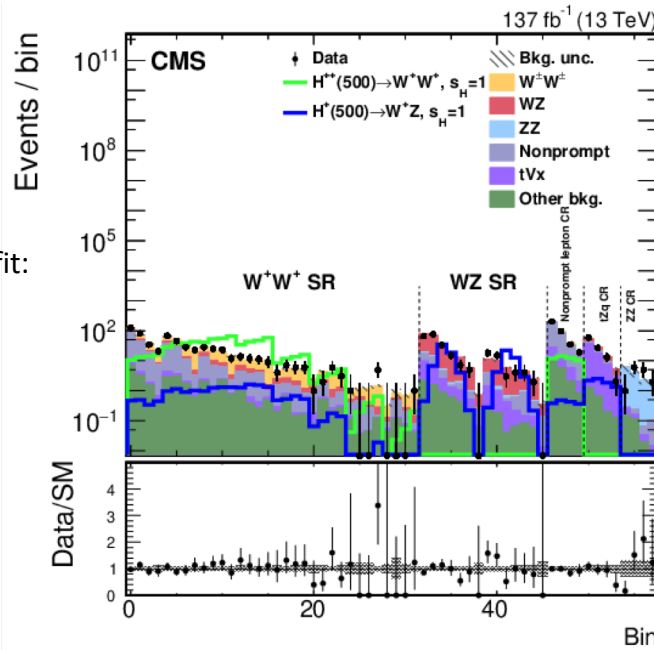 137 fb⁻¹ (13 TeV)
CMS
Data
H⁺⁺(500)→W⁺W⁺, s_H=1
H⁺(500)→W⁺Z, s_H=1
Bkg. unc.
W±W±
WZ
ZZ
Nonprompt
tVx
Other bkg.
Events / bin
10¹¹
10⁸
10⁵
10²
10⁻¹
fit:
W⁺W⁺ SR
WZ SR
Nonprompt lepton CR
tZq CR
ZZ CR
Data/SM
4
3
2
1
0
0
20
40
Bin